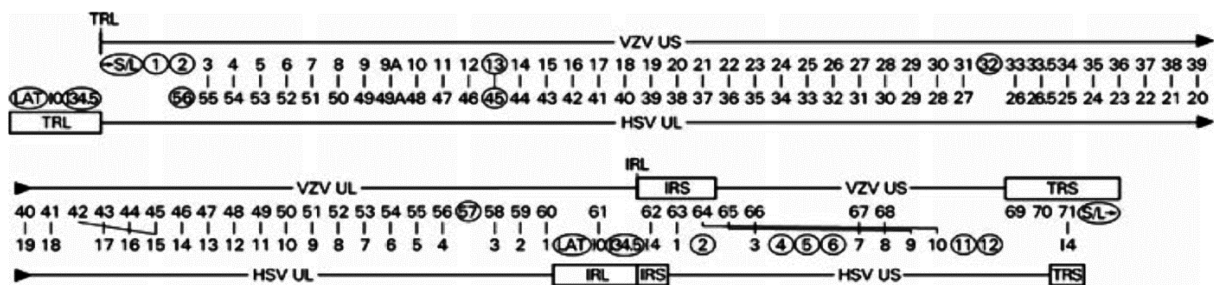 TRL
VZV US
←S/L 1 2 3 4 5 6 7 8 9 9A 10 11 12 13 14 15 16 17 18 19 20 21 22 23 24 25 26 27 28 29 30 31 32 33 33.5 34 35 36 37 38 39
LAT I0 34.5 56 55 54 53 52 51 50 49 49A 48 47 46 45 44 43 42 41 40 39 38 37 36 35 34 33 32 31 30 29 28 27 26 26.5 25 24 23 22 21 20
TRL HSV UL
IRL
VZV UL IRS VZV US TRS
40 41 42 43 44 45 46 47 48 49 50 51 52 53 54 55 56 57 58 59 60 61 62 63 64 65 66 67 68 69 70 71 S/L→
19 18 17 16 15 14 13 12 11 10 9 8 7 6 5 4 3 2 1 LAT I0 34.5 I4 1 2 3 4 5 6 7 8 9 10 11 12 I4
HSV UL IRL IRS HSV US TRS